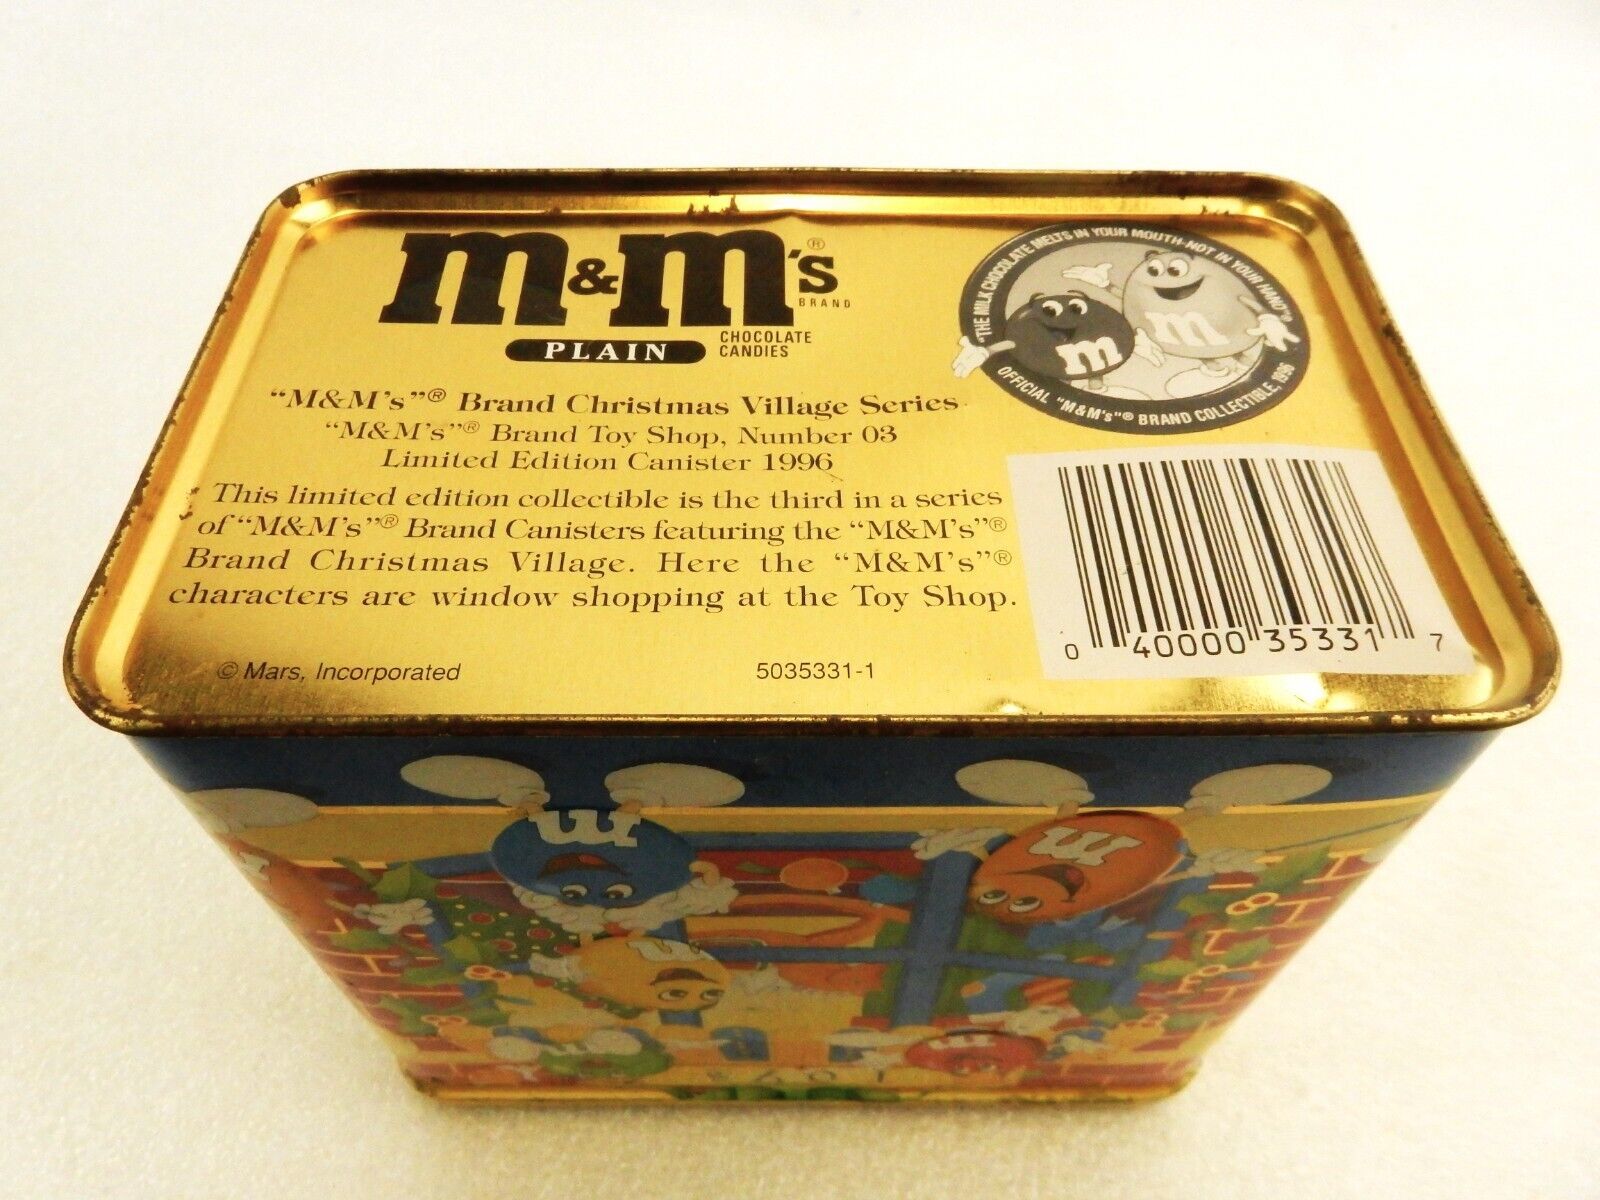 m&m's®
BRAND
PLAIN
CHOCOLATE
CANDIES
"THE MILK CHOCOLATE MELTS IN YOUR MOUTH-NOT IN YOUR HAND"®
m
m
OFFICIAL "M&M's"® BRAND COLLECTIBLE, 1996
"M&M's"® Brand Christmas Village Series
"M&M's"® Brand Toy Shop, Number 03
Limited Edition Canister 1996
This limited edition collectible is the third in a series
of "M&M's"® Brand Canisters featuring the "M&M's"®
Brand Christmas Village. Here the "M&M's"®
characters are window shopping at the Toy Shop.
© Mars, Incorporated
5035331-1
0 40000 35331 7
m
m
m
m
m